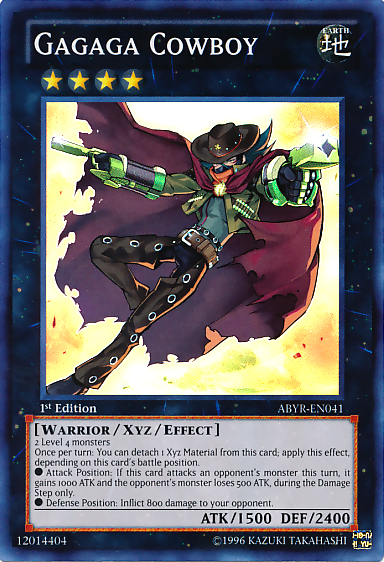 GAGAGA COWBOY
EARTH
地
1st Edition
ABYR-EN041
[WARRIOR / XYZ / EFFECT]
2 Level 4 monsters
Once per turn: You can detach 1 Xyz Material from this card; apply this effect,
depending on this card's battle position.
● Attack Position: If this card attacks an opponent's monster this turn, it
gains 1000 ATK and the opponent's monster loses 500 ATK, during the Damage
Step only.
● Defense Position: Inflict 800 damage to your opponent.
ATK/1500 DEF/2400
12014404
©1996 KAZUKI TAKAHASHI